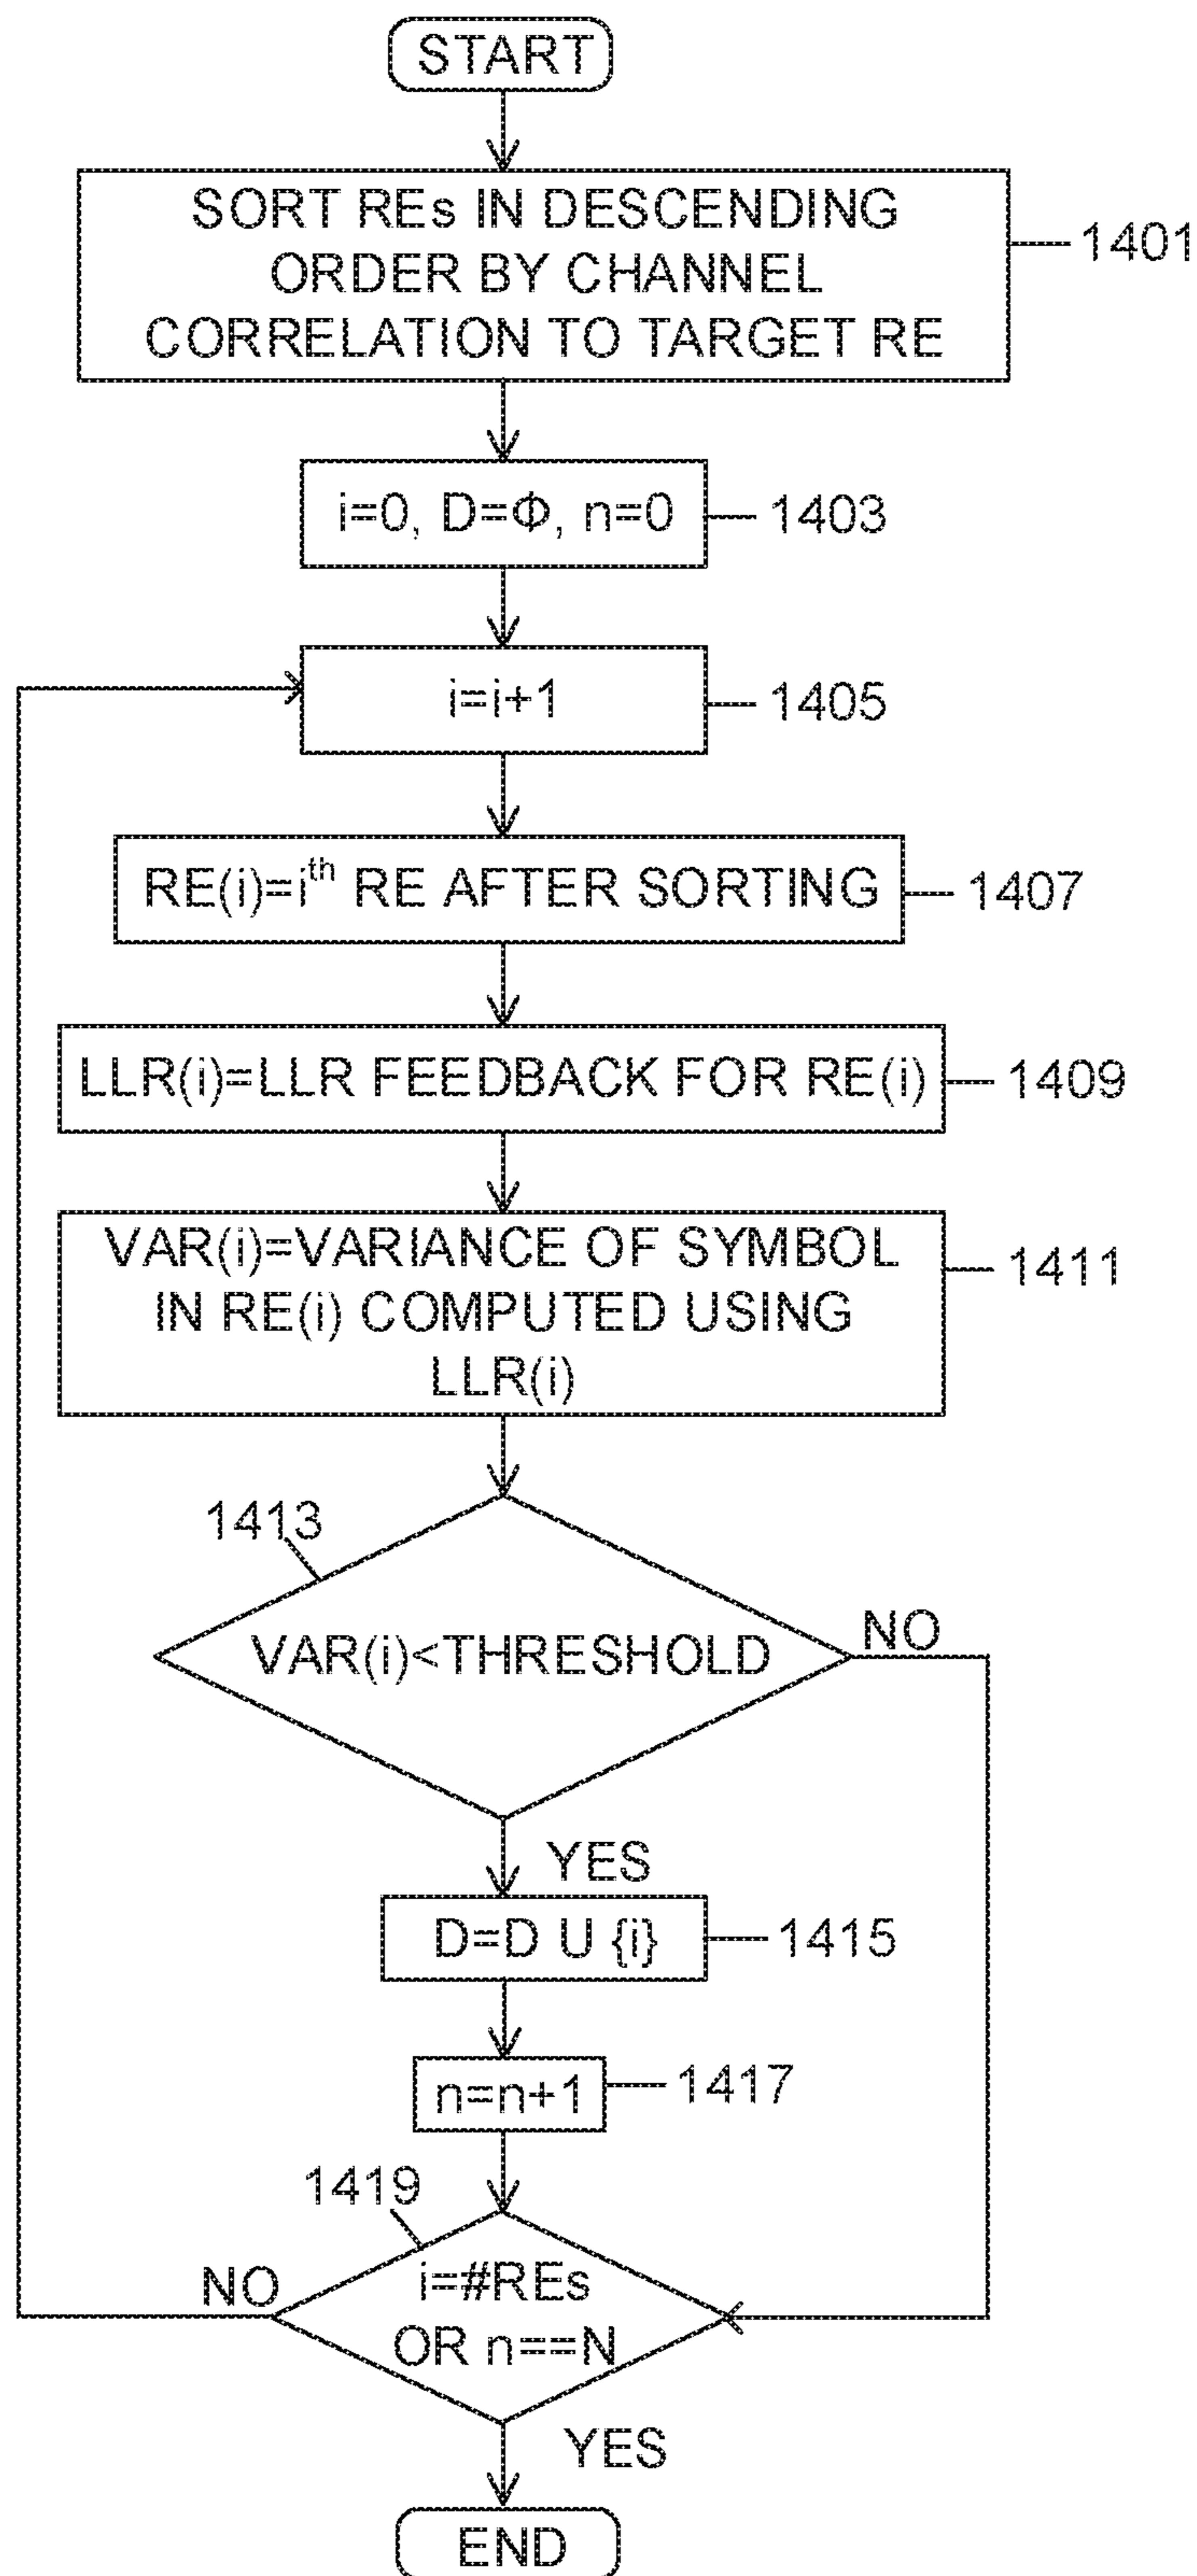 START
SORT REs IN DESCENDING
ORDER BY CHANNEL
CORRELATION TO TARGET RE
1401
i=0, D=Φ, n=0
1403
i=i+1
1405
RE(i)=iᵗʰ RE AFTER SORTING
1407
LLR(i)=LLR FEEDBACK FOR RE(i)
1409
VAR(i)=VARIANCE OF SYMBOL
IN RE(i) COMPUTED USING
LLR(i)
1411
1413
VAR(i)<THRESHOLD
NO
YES
D=D U {i}
1415
n=n+1
1417
1419
NO
i=#REs
OR n==N
YES
END